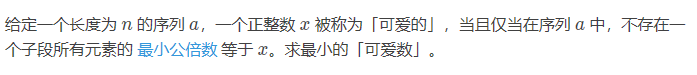 给定一个长度为 n 的序列 a，一个正整数 x 被称为「可爱的」，当且仅当在序列 a 中，不存在一
个子段所有元素的 最小公倍数 等于 x。求最小的「可爱数」。